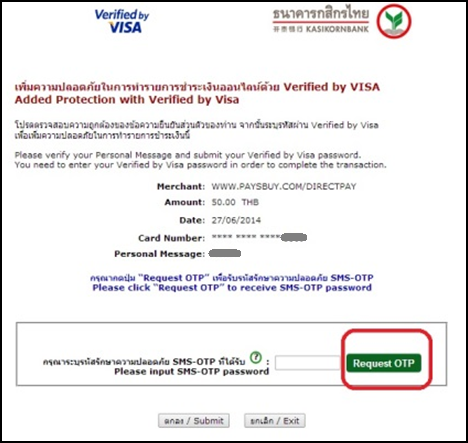 Verified by
VISA
ธนาคารกสิกรไทย
开泰银行 KASIKORNBANK
เพิ่มความปลอดภัยในการทำรายการชำระเงินออนไลน์ด้วย Verified by VISA
Added Protection with Verified by Visa
โปรดตรวจสอบความถูกต้องของข้อความยืนยันส่วนตัวของท่าน จากนั้นระบุรหัสผ่าน Verified by Visa
เพื่อเพิ่มความปลอดภัยในการทำรายการชำระเงินนี้
Please verify your Personal Message and submit your Verified by Visa password.
You need to enter your Verified by Visa password in order to complete the transaction.
Merchant: WWW.PAYSBUY.COM/DIRECTPAY
Amount: 50.00 THB
Date: 27/06/2014
Card Number: **** **** ****
Personal Message:
กรุณากดปุ่ม "Request OTP" เพื่อรับรหัสรักษาความปลอดภัย SMS-OTP
Please click "Request OTP" to receive SMS-OTP password
กรุณาระบุรหัสรักษาความปลอดภัย SMS-OTP ที่ได้รับ ? :
Please input SMS-OTP password
Request OTP
ตกลง / Submit
ยกเลิก / Exit